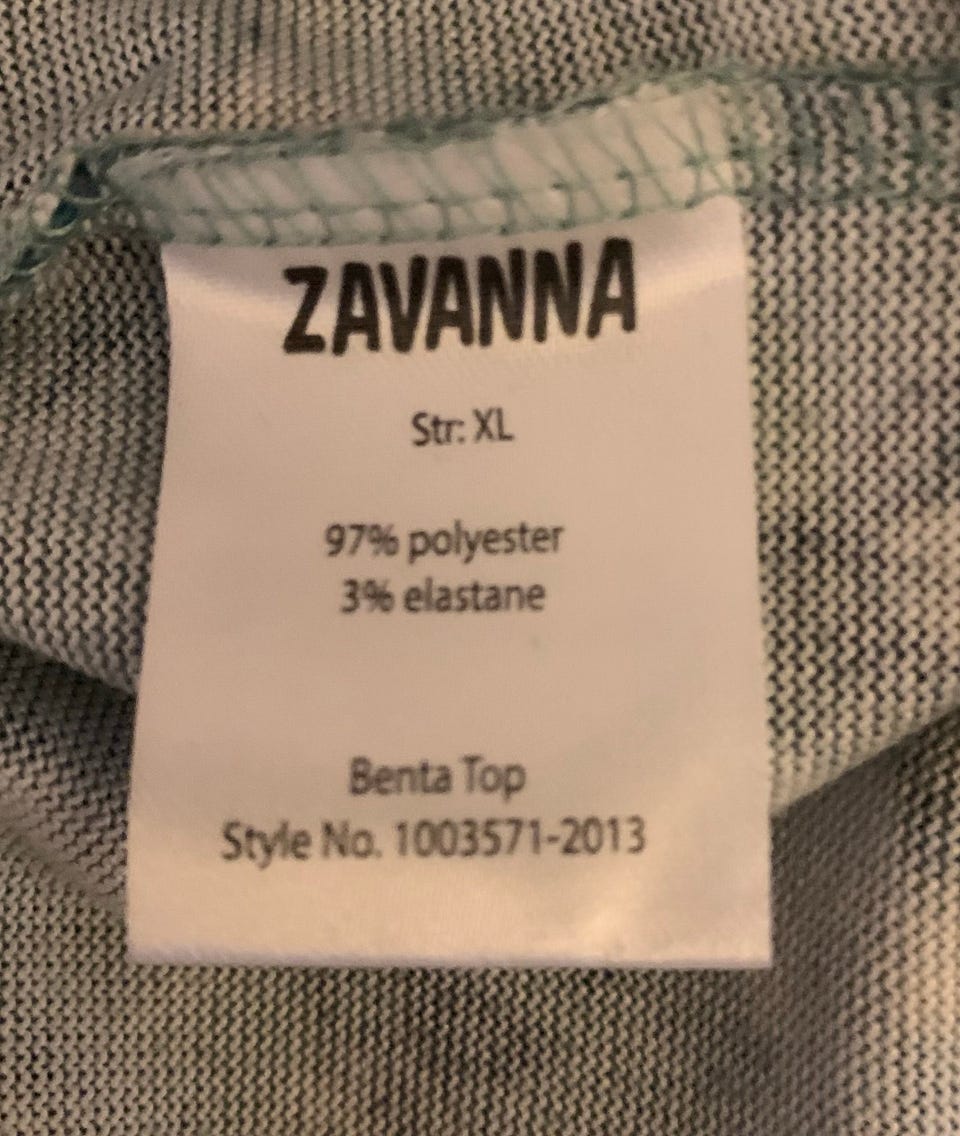 ZAVANNA
Str: XL
97% polyester
3% elastane
Benta Top
Style No. 1003571-2013